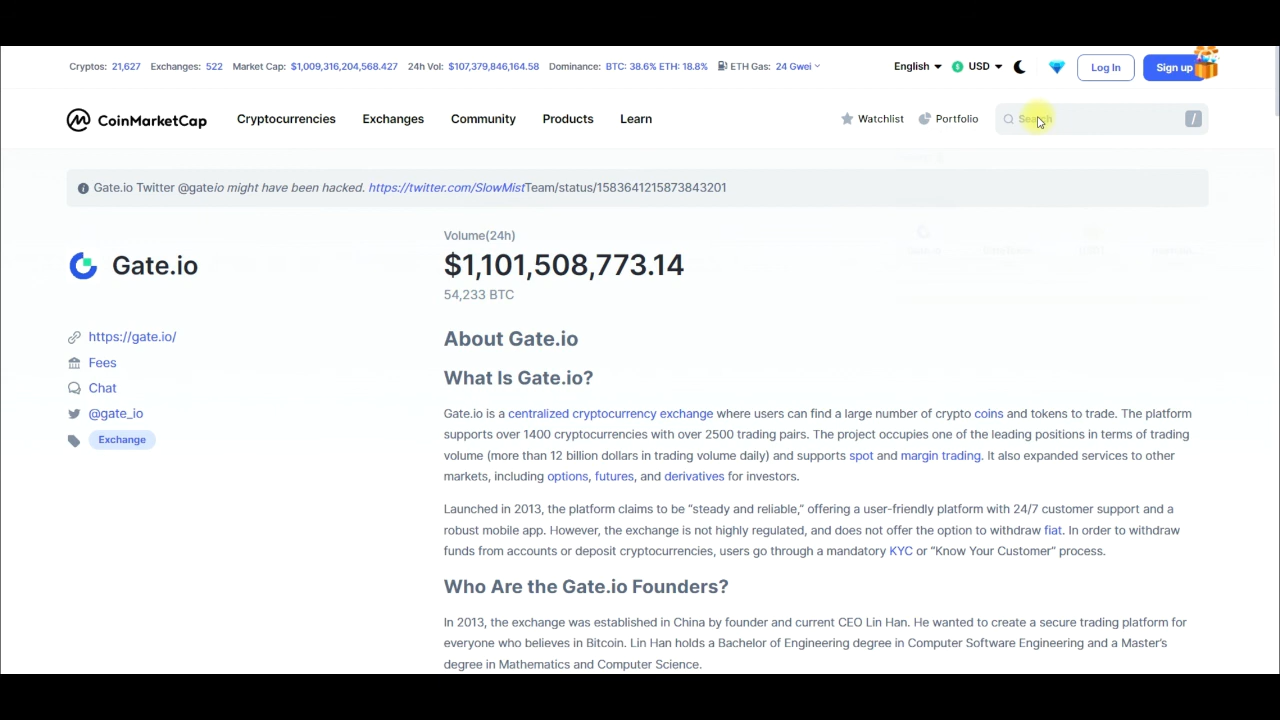 Cryptos: 21,627 Exchanges: 522 Market Cap: $1,009,316,204,568.427 24h Vol: $107,379,846,164.58 Dominance: BTC: 38.6% ETH: 18.8% ETH Gas: 24 Gwei English USD Log In Sign up
CoinMarketCap Cryptocurrencies Exchanges Community Products Learn Watchlist Portfolio Search /
Gate.io Twitter @gateio might have been hacked. https://twitter.com/SlowMistTeam/status/1583641215873843201
Gate.io
https://gate.io/
Fees
Chat
@gate_io
Exchange
Volume(24h)
$1,101,508,773.14
54,233 BTC
About Gate.io
What Is Gate.io?
Gate.io is a centralized cryptocurrency exchange where users can find a large number of crypto coins and tokens to trade. The platform
supports over 1400 cryptocurrencies with over 2500 trading pairs. The project occupies one of the leading positions in terms of trading
volume (more than 12 billion dollars in trading volume daily) and supports spot and margin trading. It also expanded services to other
markets, including options, futures, and derivatives for investors.
Launched in 2013, the platform claims to be “steady and reliable,” offering a user-friendly platform with 24/7 customer support and a
robust mobile app. However, the exchange is not highly regulated, and does not offer the option to withdraw fiat. In order to withdraw
funds from accounts or deposit cryptocurrencies, users go through a mandatory KYC or “Know Your Customer” process.
Who Are the Gate.io Founders?
In 2013, the exchange was established in China by founder and current CEO Lin Han. He wanted to create a secure trading platform for
everyone who believes in Bitcoin. Lin Han holds a Bachelor of Engineering degree in Computer Software Engineering and a Master's
degree in Mathematics and Computer Science.